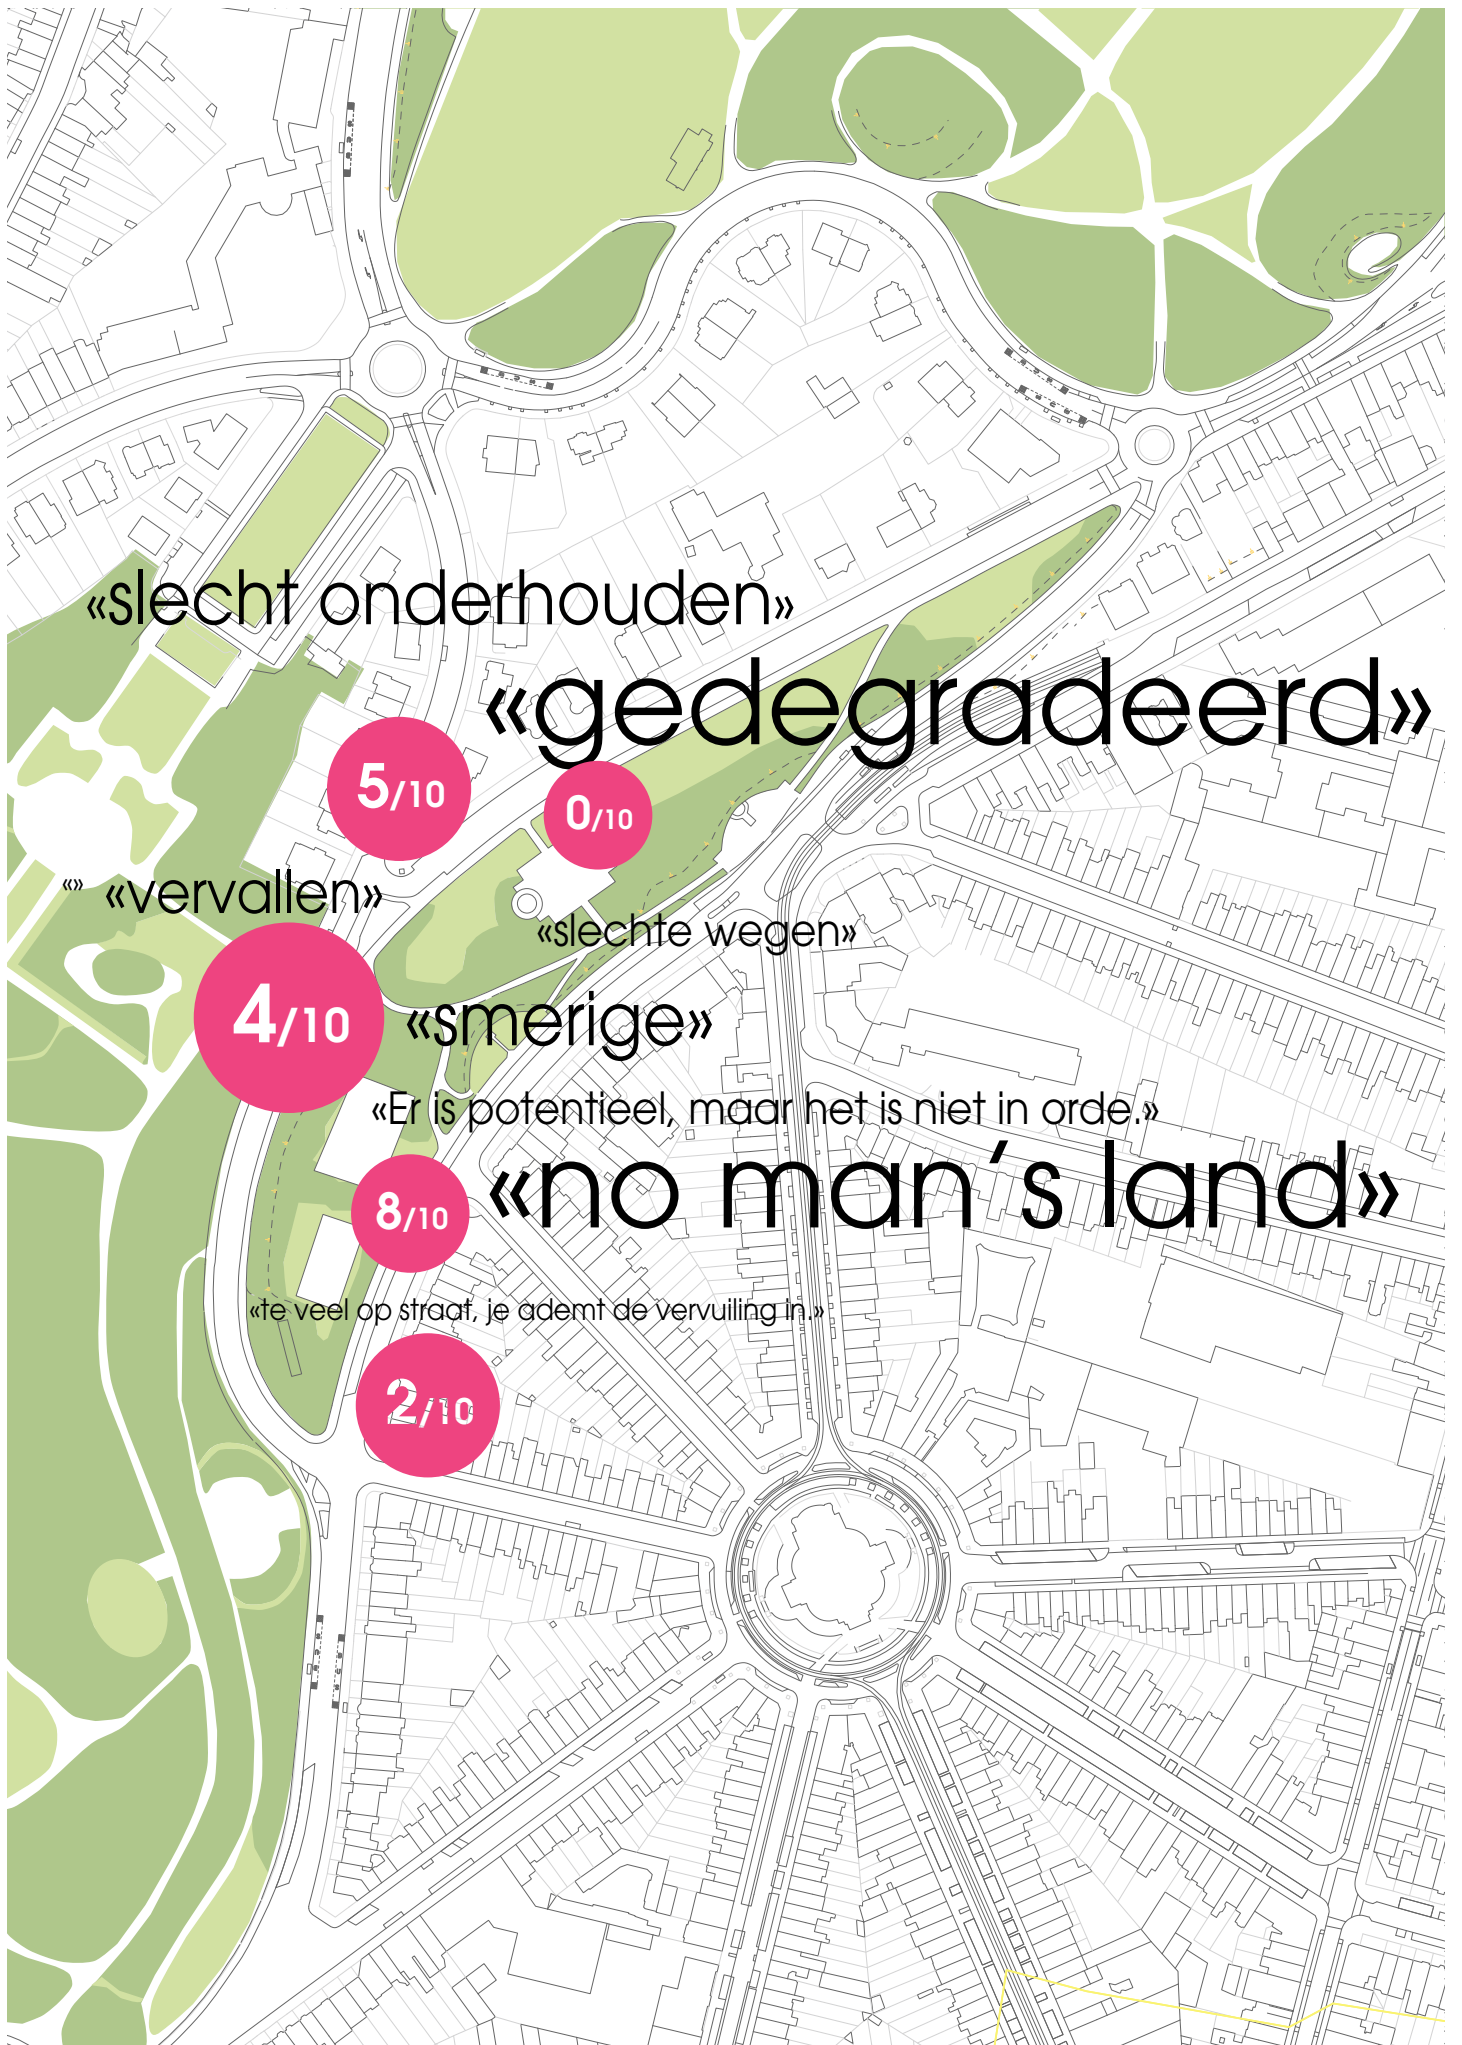 «slecht onderhouden»
«gedegradeerd»
5/10
0/10
«»
«vervallen»
«slechte wegen»
4/10
«smerige»
«Er is potentieel, maar het is niet in orde.»
«no man´s land»
8/10
«te veel op straat, je ademt de vervuiling in.»
2/10